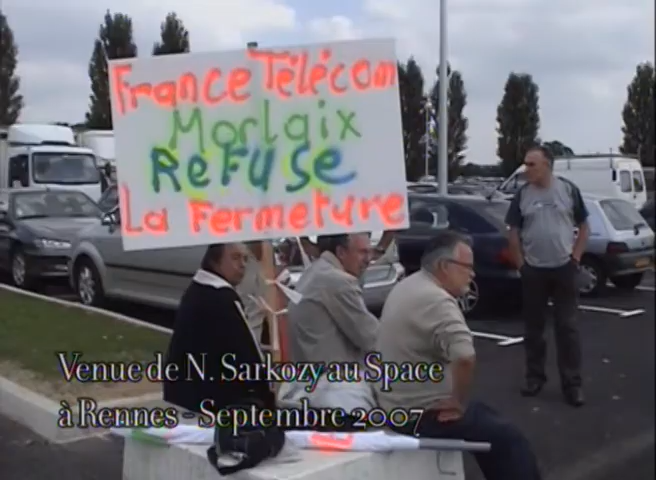 France Télécom
Morlaix
ReFuSe
La Fermeture
Venue de N. Sarkozy au Space
à Rennes - Septembre 2007